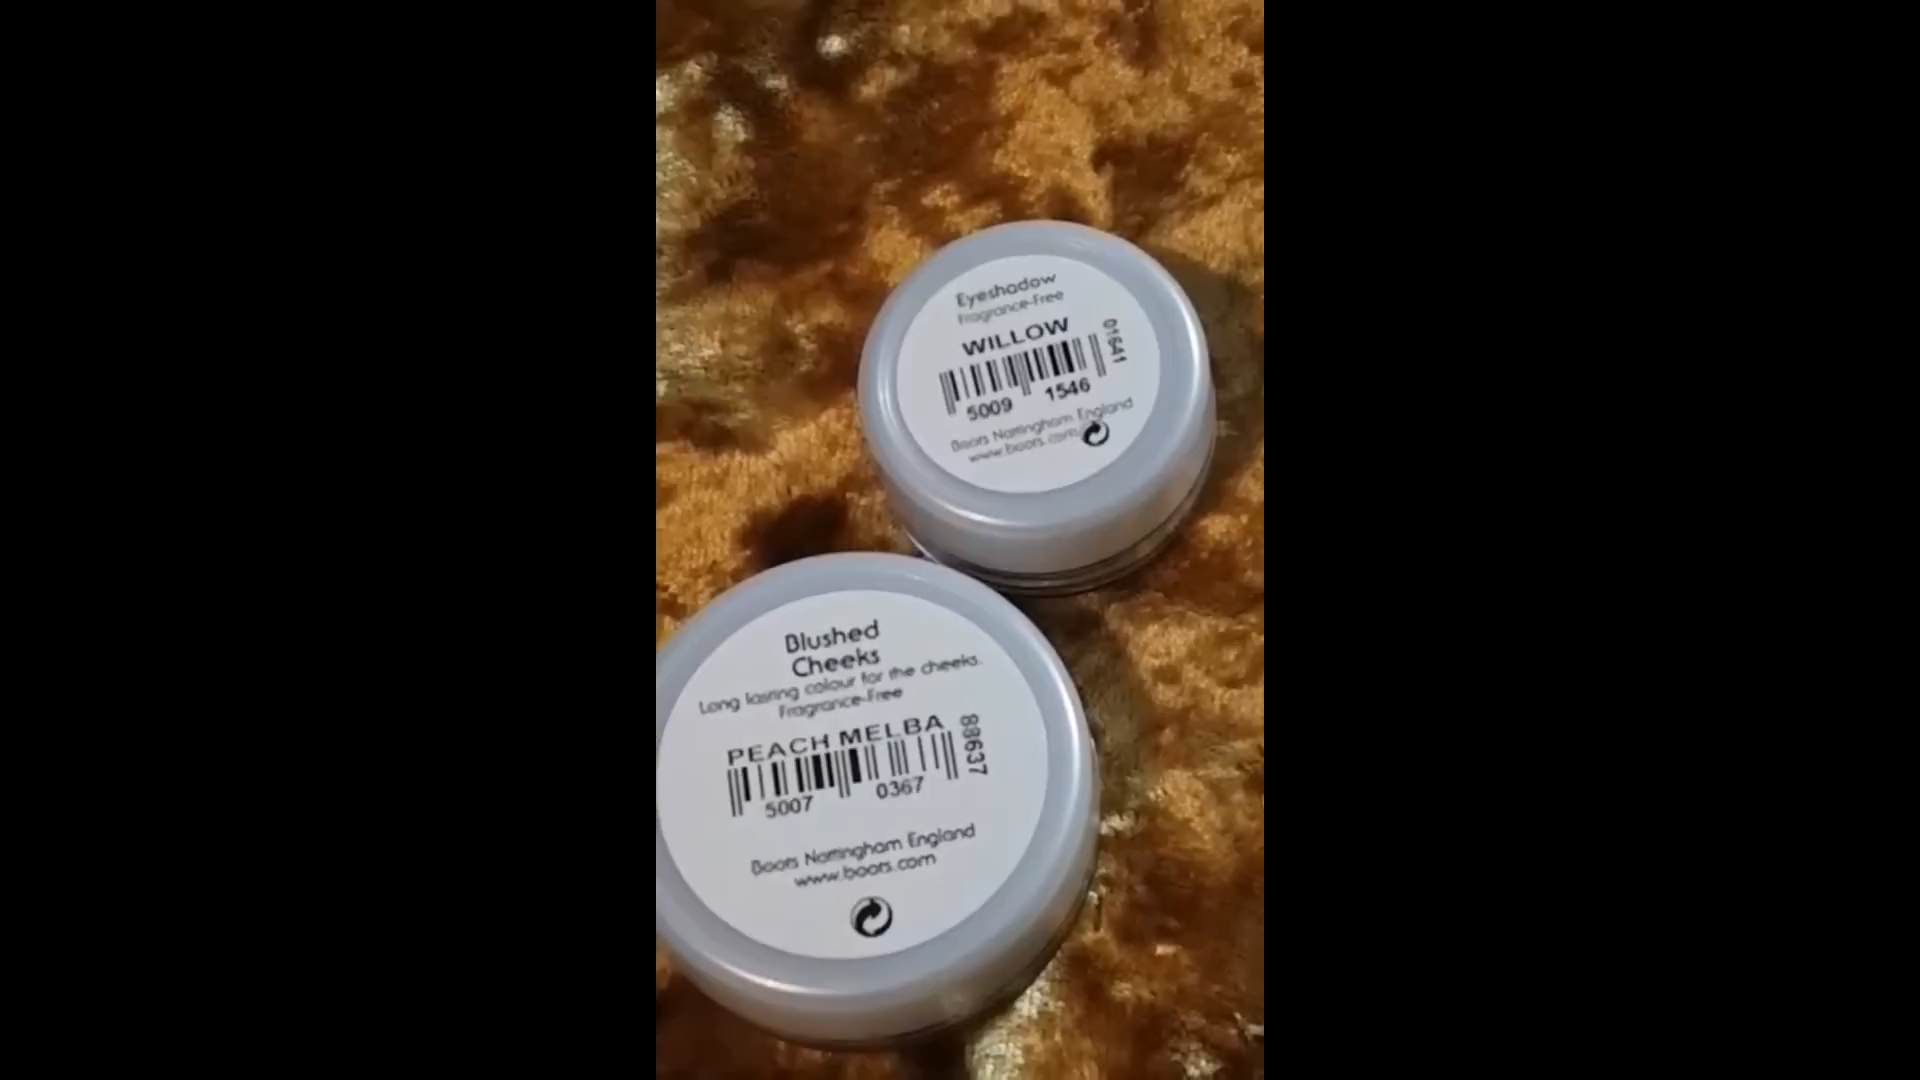 Eyeshadow
Fragrance-Free
WILLOW
01541
5009 1546
Boots Nottingham England
www.boots.com
Blushed
Cheeks
Long lasting colour for the cheeks.
Fragrance-Free
PEACH MELBA
88637
5007 0367
Boots Nottingham England
www.boots.com